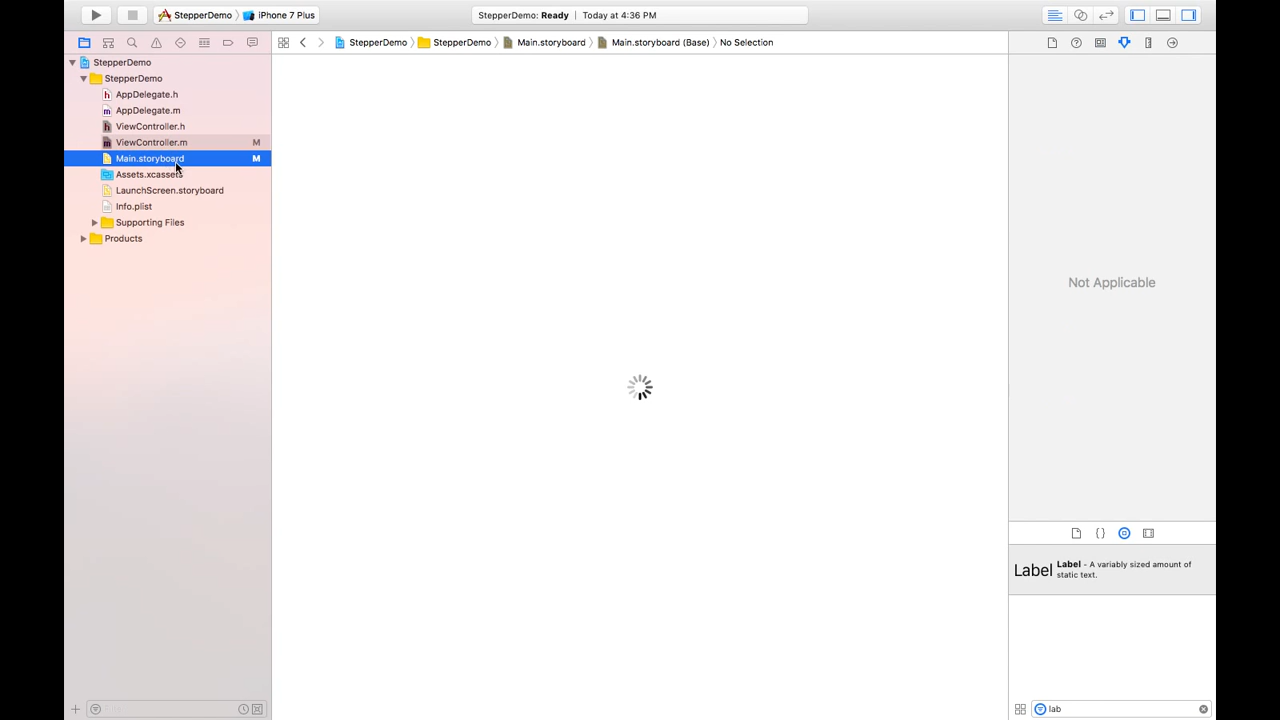 StepperDemo 〉 iPhone 7 Plus
StepperDemo: Ready | Today at 4:36 PM
StepperDemo 〉 StepperDemo 〉 Main.storyboard 〉 Main.storyboard (Base) 〉 No Selection
StepperDemo
StepperDemo
AppDelegate.h
AppDelegate.m
ViewController.h
ViewController.m M
Main.storyboard M
Assets.xcassets
LaunchScreen.storyboard
Info.plist
Supporting Files
Products
Not Applicable
Label
Label - A variably sized amount of
static text.
lab